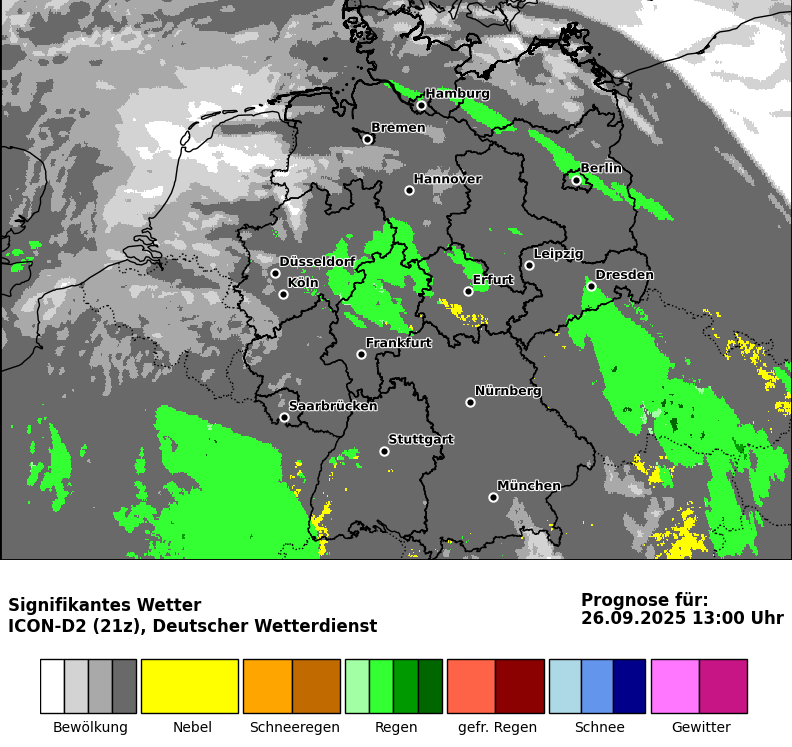 Hamburg
Bremen
Berlin
Hannover
Düsseldorf
Leipzig
Köln
Erfurt
Dresden
Frankfurt
Nürnberg
Saarbrücken
Stuttgart
München
Signifikantes Wetter
ICON-D2 (21z), Deutscher Wetterdienst
Prognose für:
26.09.2025 13:00 Uhr
Bewölkung Nebel Schneeregen Regen gefr. Regen Schnee Gewitter